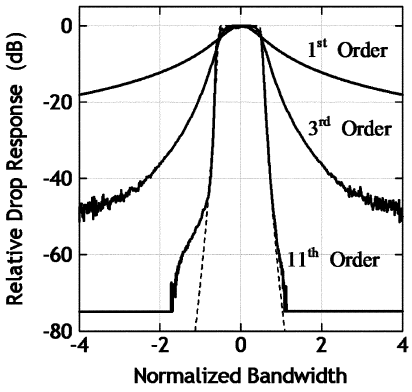 0
-20
-40
-60
-80
-4
-2
0
2
4
Relative Drop Response (dB)
Normalized Bandwidth
1st Order
3rd Order
11th Order